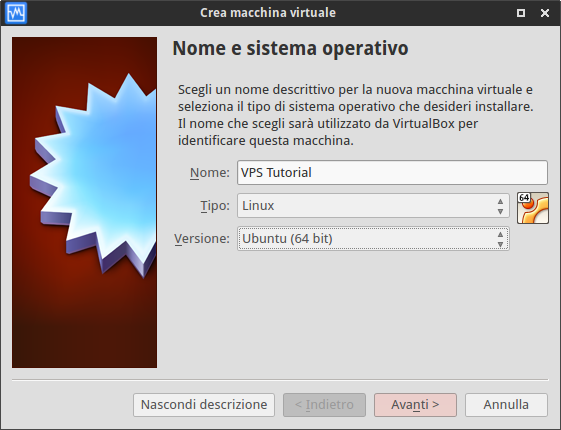 Crea macchina virtuale
Nome e sistema operativo
Scegli un nome descrittivo per la nuova macchina virtuale e
seleziona il tipo di sistema operativo che desideri installare.
Il nome che scegli sarà utilizzato da VirtualBox per
identificare questa macchina.
Nome: VPS Tutorial
Tipo: Linux
64
Versione: Ubuntu (64 bit)
Nascondi descrizione < Indietro Avanti > Annulla